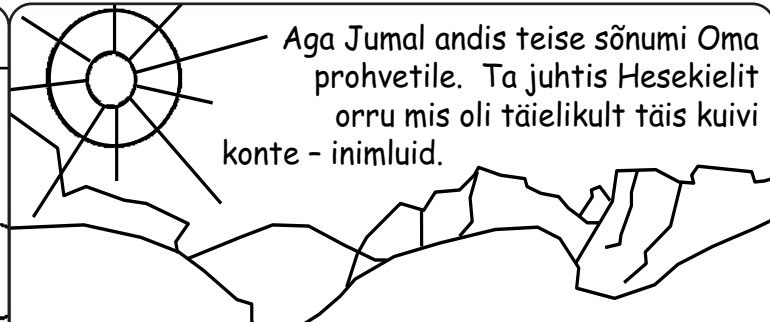 Aga Jumal andis teise sõnumi Oma
prohvetile.  Ta juhtis Hesekielit
orru mis oli täielikult täis kuivi
konte – inimluid.